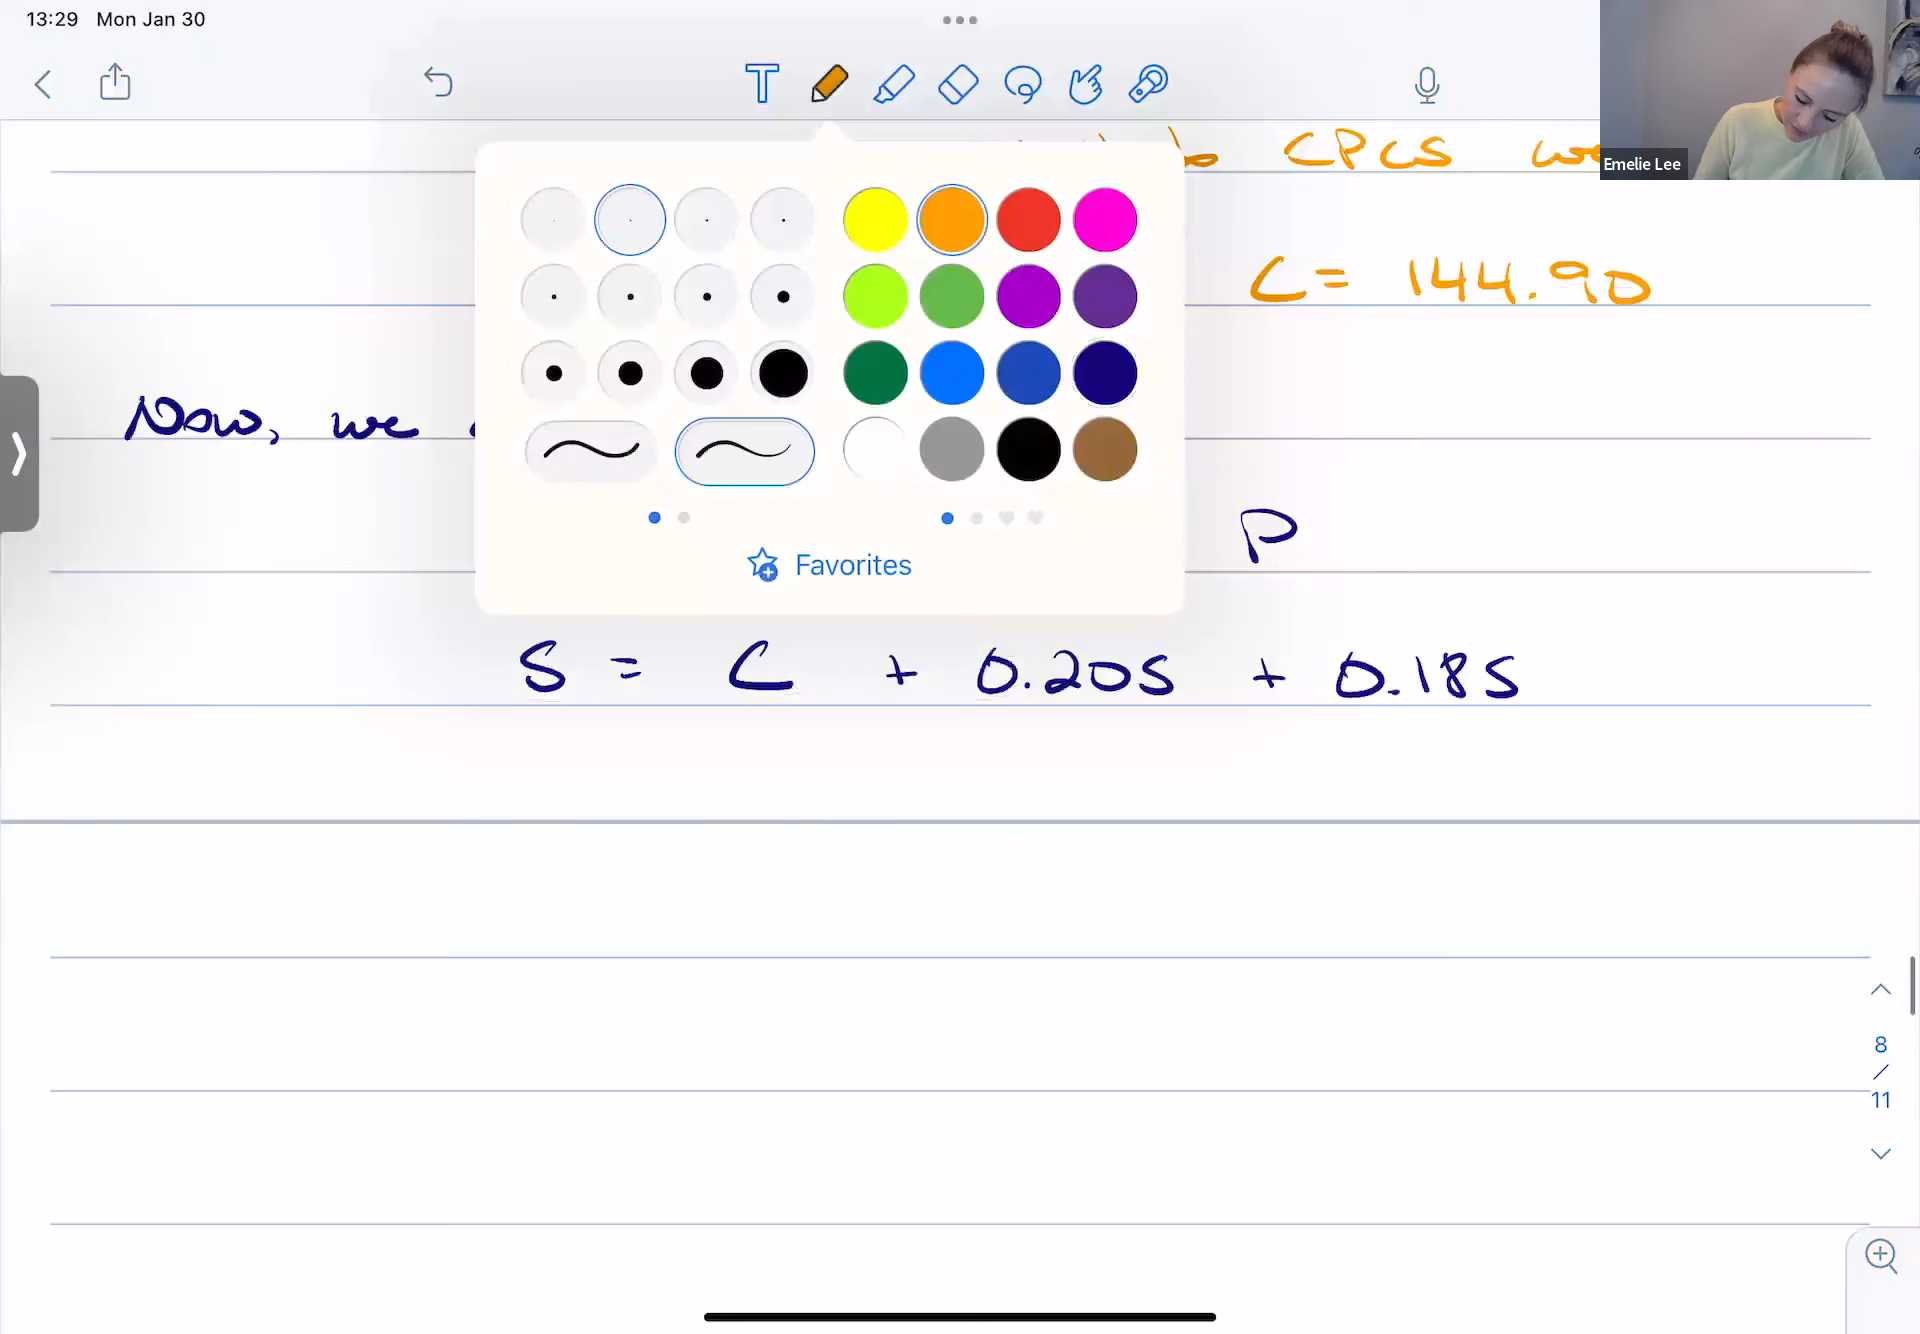 13:29 Mon Jan 30
CPCS
Emelie Lee
C = 144.90
Now, we
P
S = C + 0.20S + 0.18S
Favorites
8
/
11